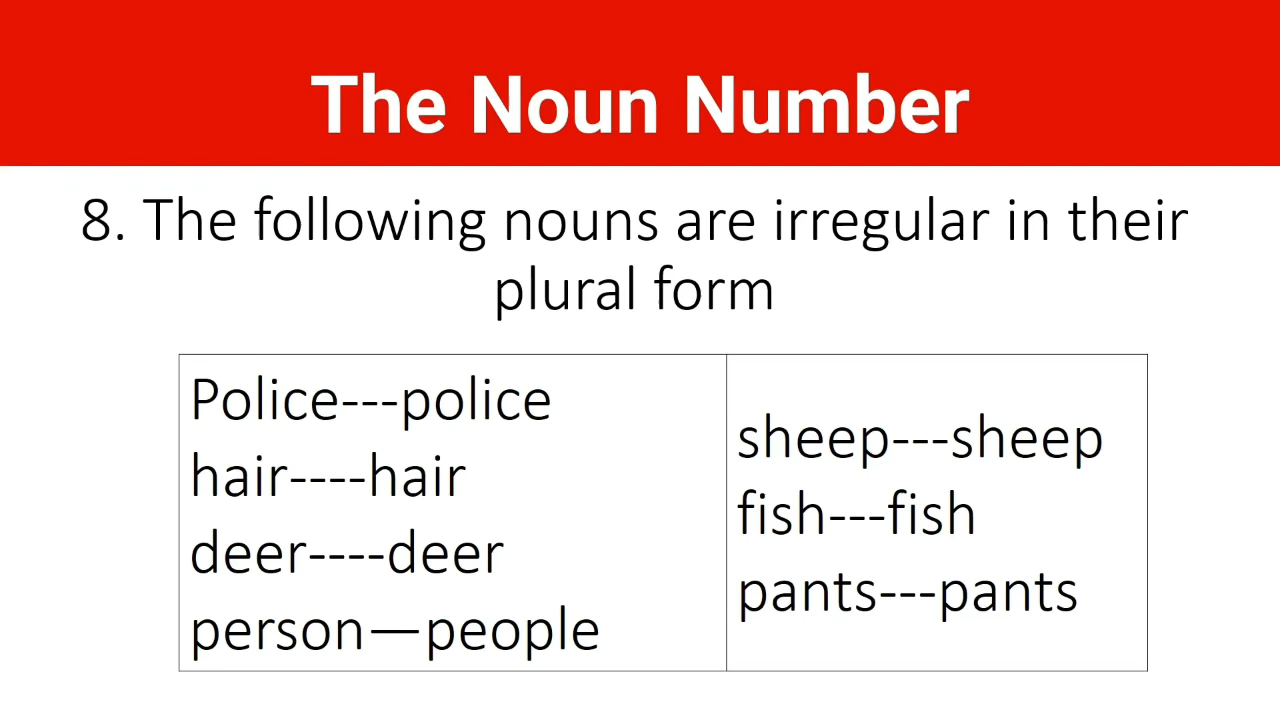 The Noun Number
8. The following nouns are irregular in their
plural form
Police---police
hair----hair
deer----deer
person—people
sheep---sheep
fish---fish
pants---pants